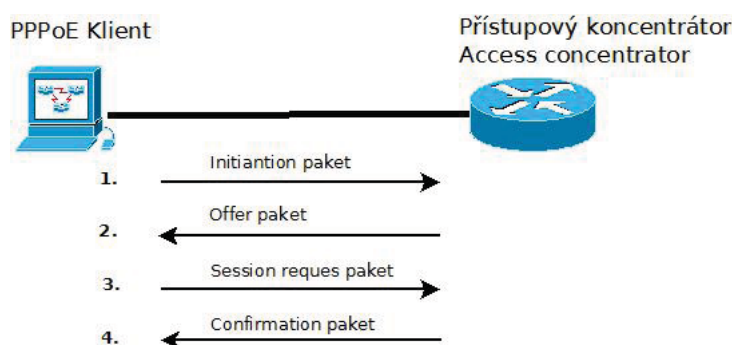 PPPoE Klient
Přístupový koncentrátor
Access concentrator
1. Initiantion paket
2. Offer paket
3. Session reques paket
4. Confirmation paket